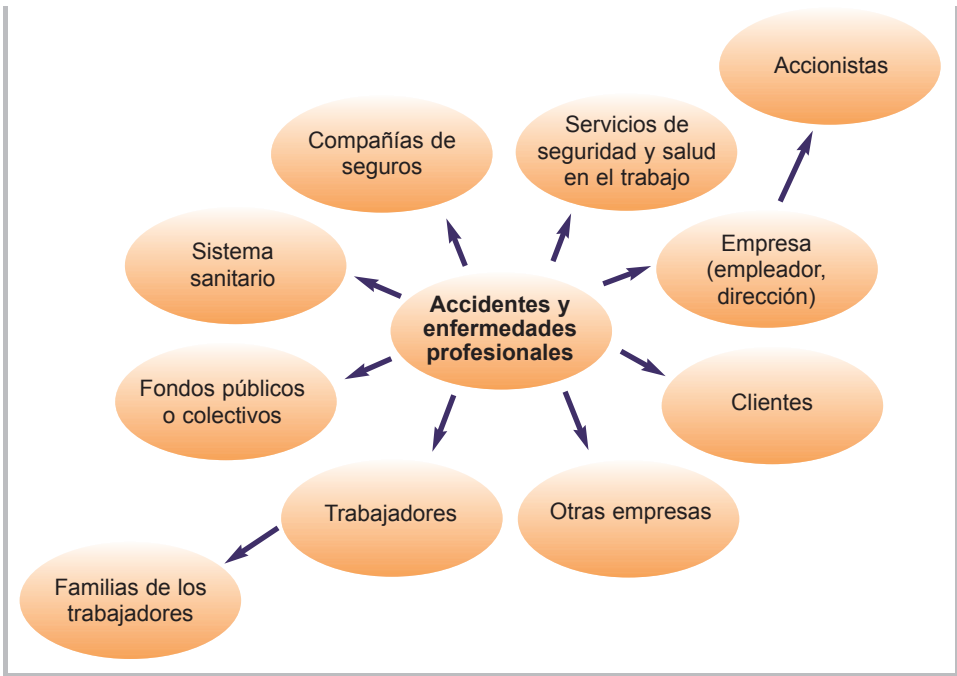 Accionistas
Compañías de
seguros
Servicios de
seguridad y salud
en el trabajo
Sistema
sanitario
Empresa
(empleador,
dirección)
Accidentes y
enfermedades
profesionales
Fondos públicos
o colectivos
Clientes
Trabajadores
Otras empresas
Familias de los
trabajadores